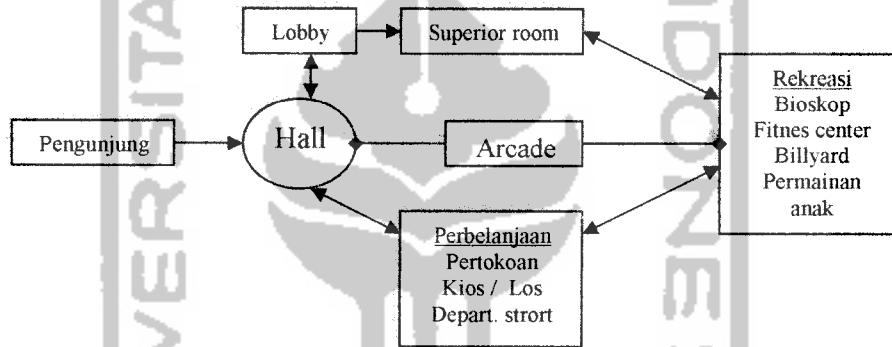 Lobby
Superior room
Pengunjung
Hall
Arcade
Rekreasi
Bioskop
Fitnes center
Billyard
Permainan
anak
Perbelanjaan
Pertokoan
Kios / Los
Depart. strort
VERSITA